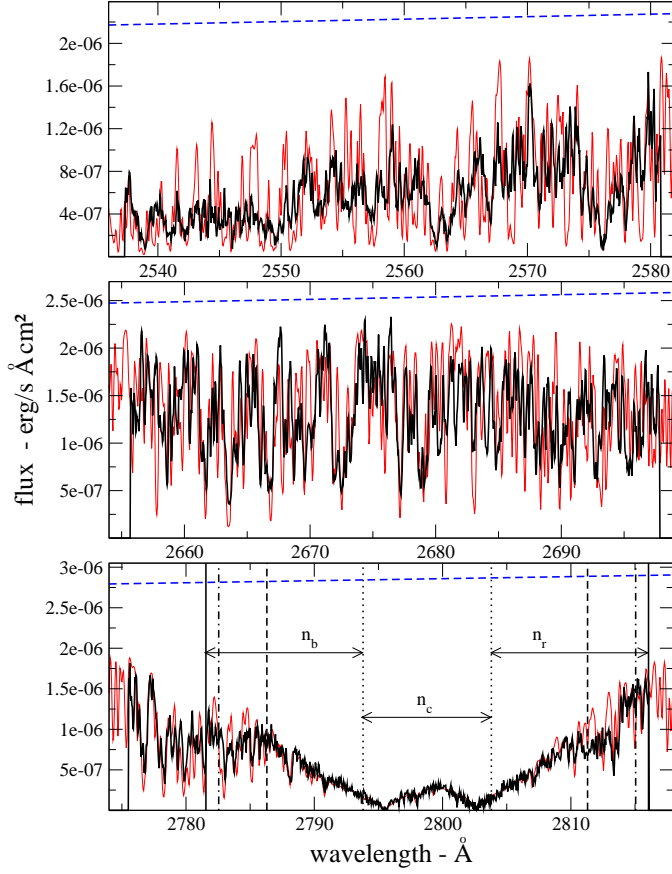 2e-06
1.6e-06
1.2e-06
8e-07
4e-07
2540 2550 2560 2570 2580
2.5e-06
2e-06
1.5e-06
1e-06
5e-07
2660 2670 2680 2690
flux - erg/s Å cm²
3e-06
2.5e-06
2e-06
1.5e-06
1e-06
5e-07
n_b n_r
n_c
2780 2790 2800 2810
wavelength - Å